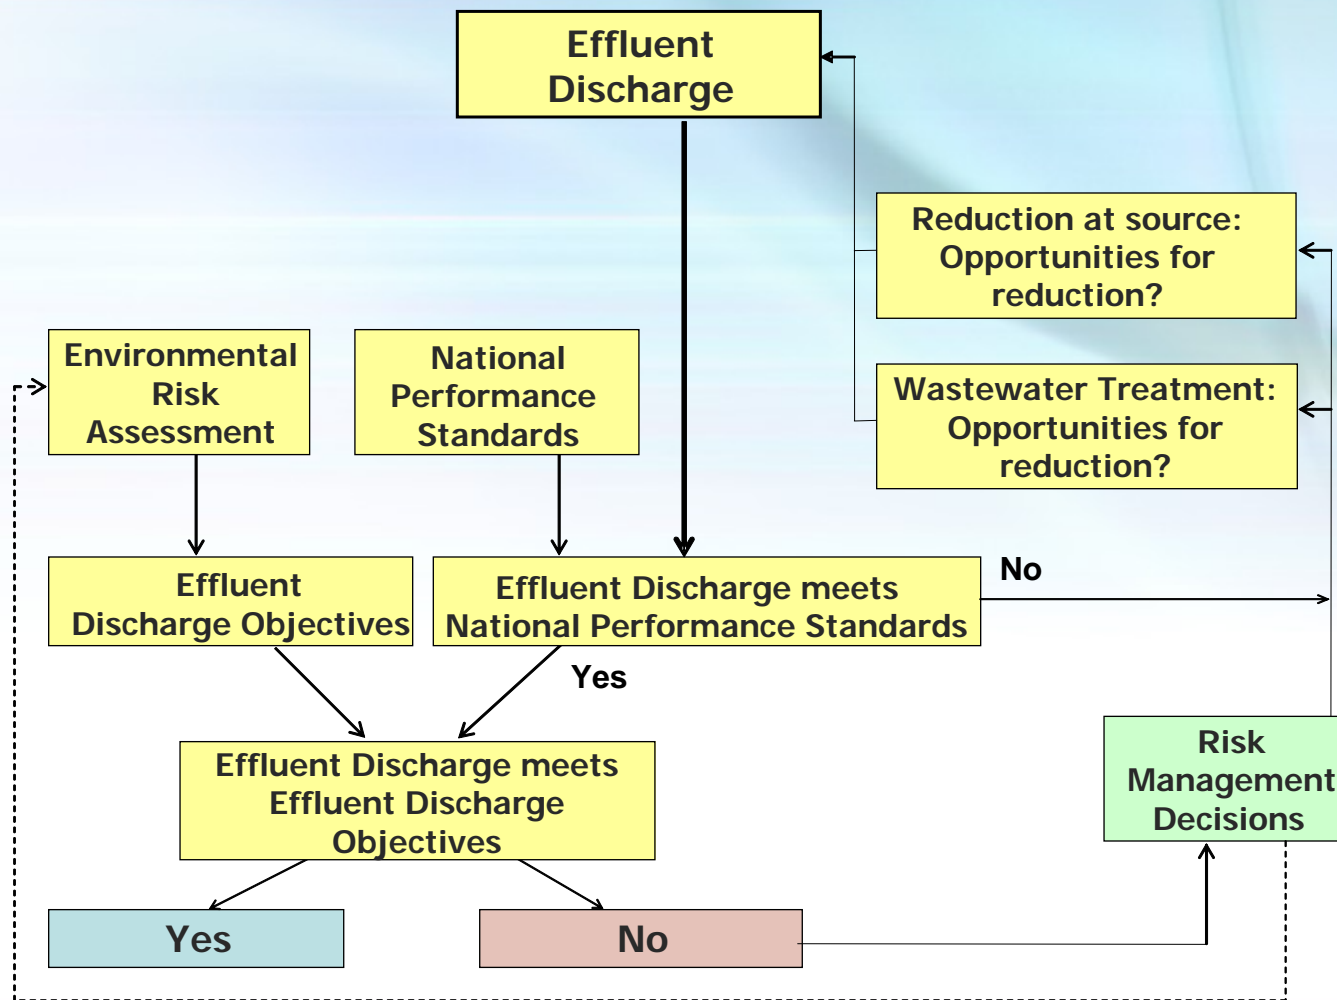 Effluent
Discharge
Reduction at source:
Opportunities for
reduction?
Environmental
Risk
Assessment
National
Performance
Standards
Wastewater Treatment:
Opportunities for
reduction?
Effluent
Discharge Objectives
Effluent Discharge meets
National Performance Standards
No
Yes
Effluent Discharge meets
Effluent Discharge
Objectives
Risk
Management
Decisions
Yes
No